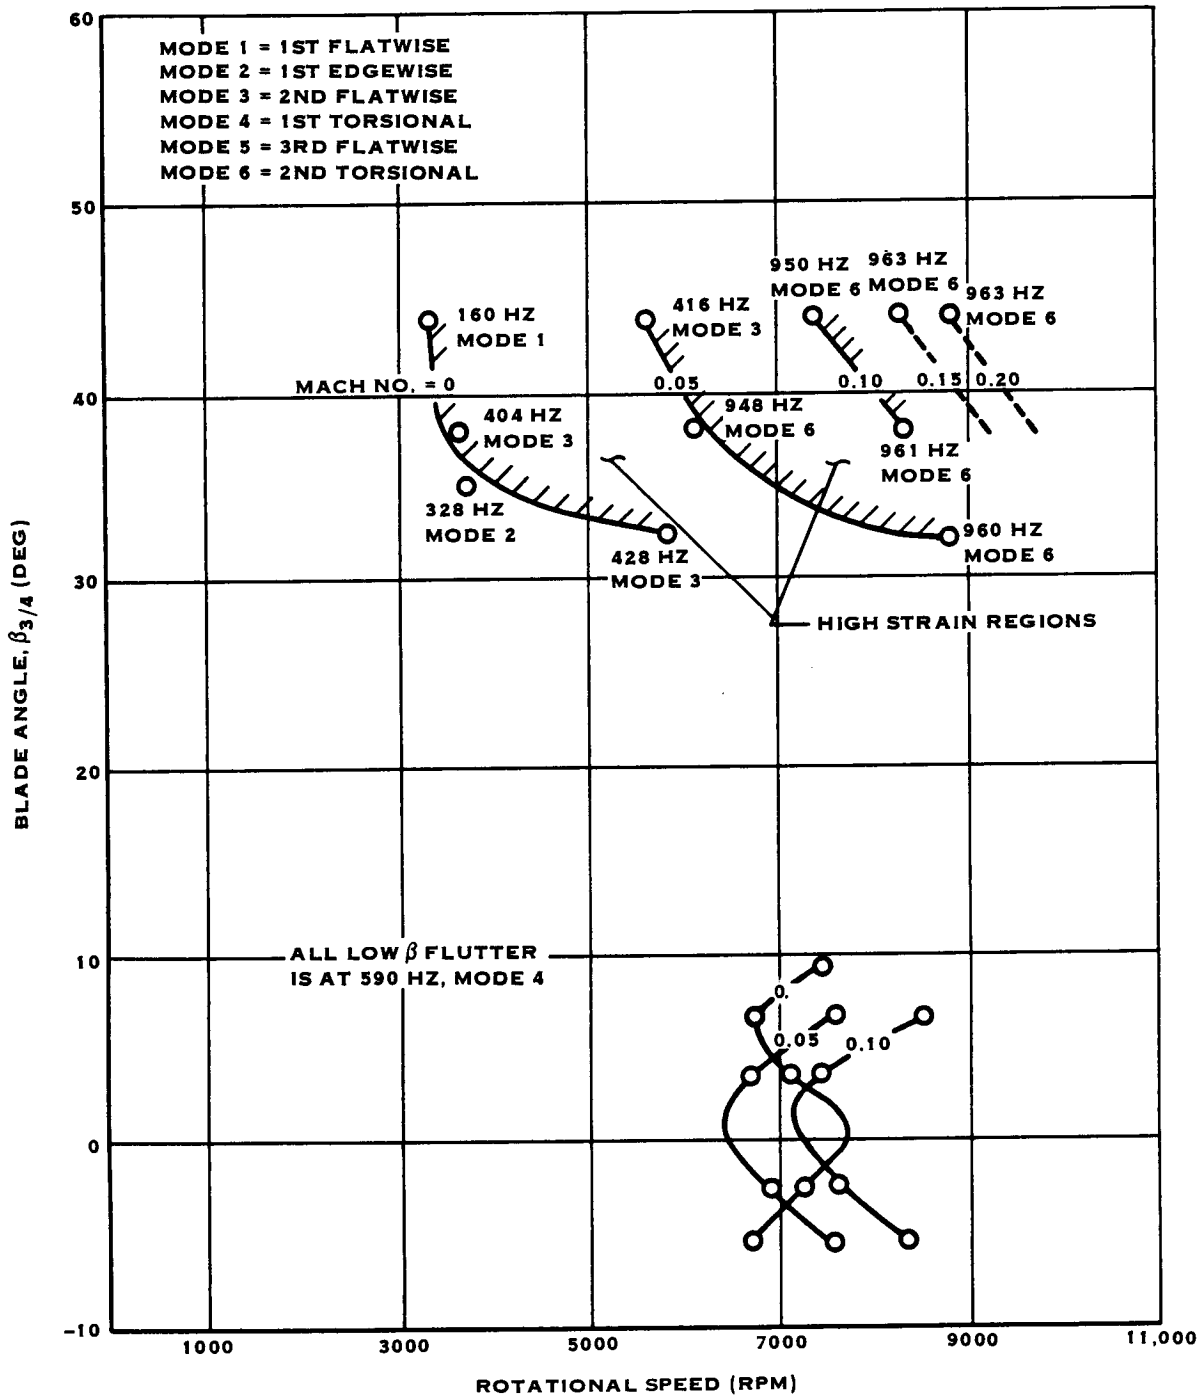 60
MODE 1 = 1ST FLATWISE
MODE 2 = 1ST EDGEWISE
MODE 3 = 2ND FLATWISE
MODE 4 = 1ST TORSIONAL
MODE 5 = 3RD FLATWISE
MODE 6 = 2ND TORSIONAL
50
950 HZ
MODE 6
963 HZ
MODE 6
963 HZ
MODE 6
160 HZ
MODE 1
416 HZ
MODE 3
MACH NO. = 0
0.05
0.10
0.15
0.20
40
404 HZ
MODE 3
948 HZ
MODE 6
961 HZ
MODE 6
328 HZ
MODE 2
428 HZ
MODE 3
960 HZ
MODE 6
30
HIGH STRAIN REGIONS
BLADE ANGLE, β3/4 (DEG)
20
ALL LOW β FLUTTER
IS AT 590 HZ, MODE 4
10
0.
0.05
0.10
0
-10
1000
3000
5000
7000
9000
11,000
ROTATIONAL SPEED (RPM)